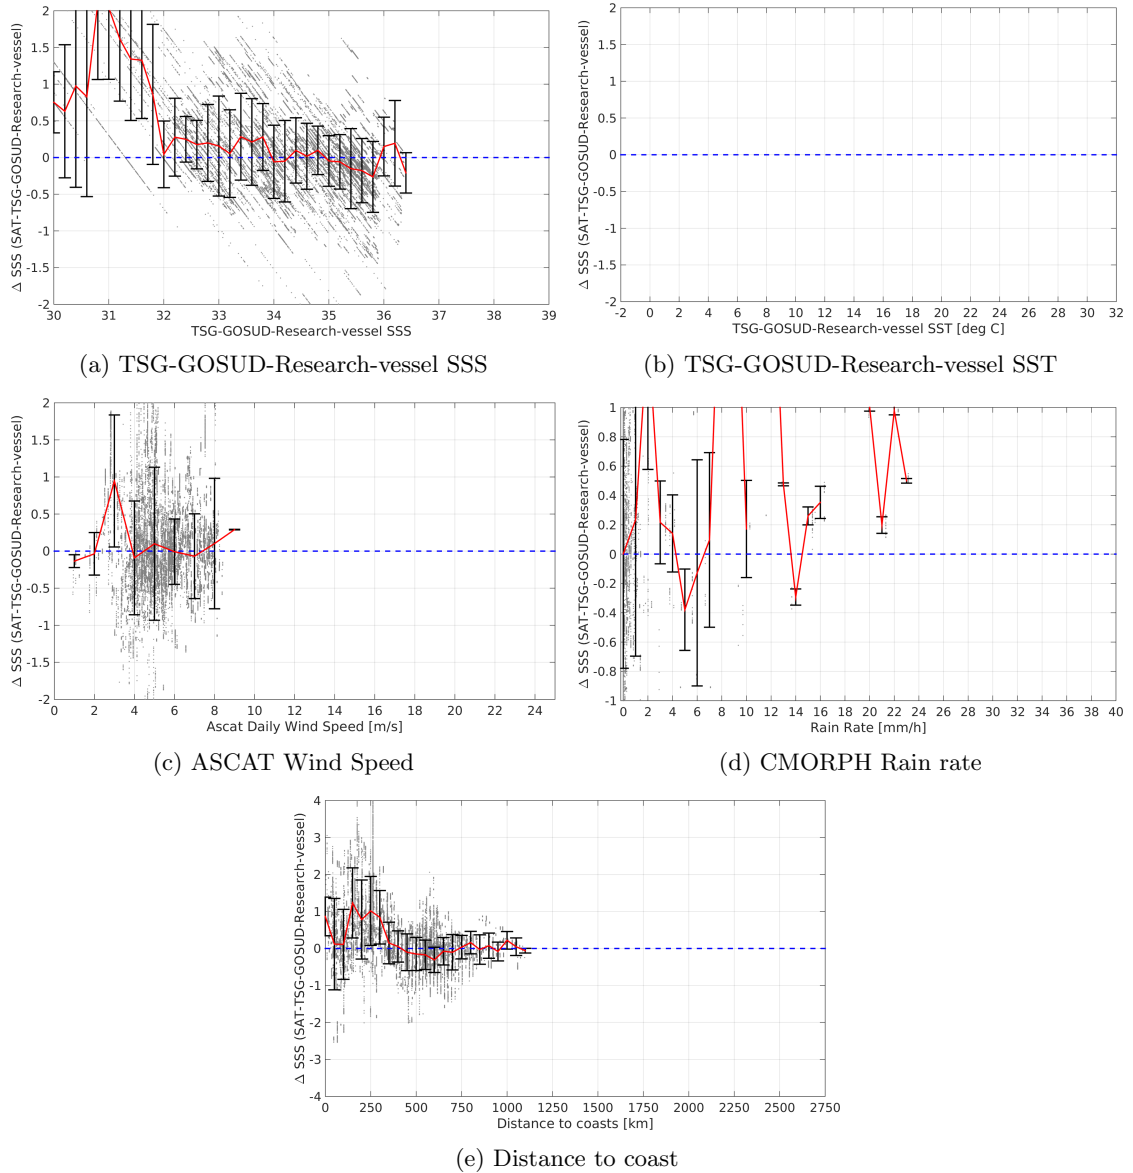 2
1.5
1
0.5
0
-0.5
-1
-1.5
-2
Δ SSS (SAT-TSG-GOSUD-Research-vessel)
30 31 32 33 34 35 36 37 38 39
TSG-GOSUD-Research-vessel SSS
(a) TSG-GOSUD-Research-vessel SSS
2
1.5
1
0.5
0
-0.5
-1
-1.5
-2
Δ SSS (SAT-TSG-GOSUD-Research-vessel)
-2 0 2 4 6 8 10 12 14 16 18 20 22 24 26 28 30 32
TSG-GOSUD-Research-vessel SST [deg C]
(b) TSG-GOSUD-Research-vessel SST
2
1.5
1
0.5
0
-0.5
-1
-1.5
-2
Δ SSS (SAT-TSG-GOSUD-Research-vessel)
0 2 4 6 8 10 12 14 16 18 20 22 24
Ascat Daily Wind Speed [m/s]
(c) ASCAT Wind Speed
1
0.8
0.6
0.4
0.2
0
-0.2
-0.4
-0.6
-0.8
-1
Δ SSS (SAT-TSG-GOSUD-Research-vessel)
0 2 4 6 8 10 12 14 16 18 20 22 24 26 28 30 32 34 36 38 40
Rain Rate [mm/h]
(d) CMORPH Rain rate
4
3
2
1
0
-1
-2
-3
-4
Δ SSS (SAT-TSG-GOSUD-Research-vessel)
0 250 500 750 1000 1250 1500 1750 2000 2250 2500 2750
Distance to coasts [km]
(e) Distance to coast